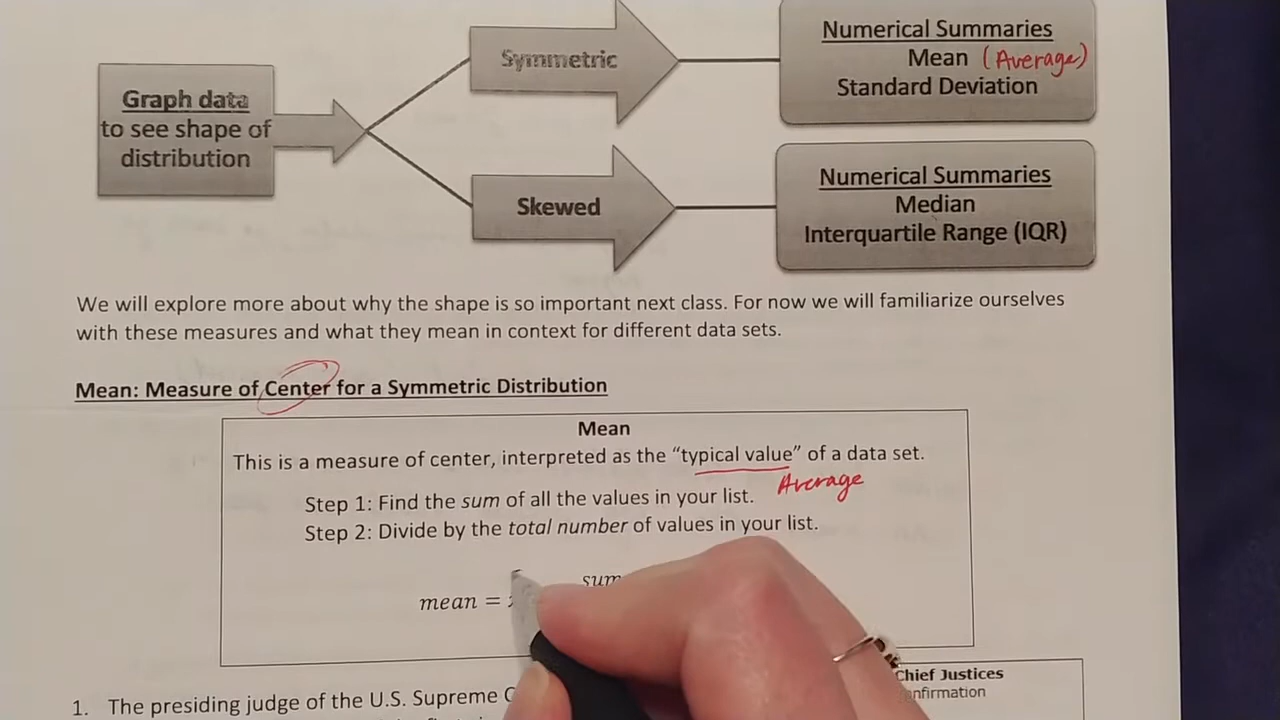 Graph data
to see shape of
distribution
Symmetric
Numerical Summaries
Mean (Average)
Standard Deviation
Skewed
Numerical Summaries
Median
Interquartile Range (IQR)
We will explore more about why the shape is so important next class. For now we will familiarize ourselves
with these measures and what they mean in context for different data sets.
Mean: Measure of Center for a Symmetric Distribution
Mean
This is a measure of center, interpreted as the “typical value” of a data set.
Average
Step 1: Find the sum of all the values in your list.
Step 2: Divide by the total number of values in your list.
sum
mean =
1. The presiding judge of the U.S. Supreme
Chief Justices